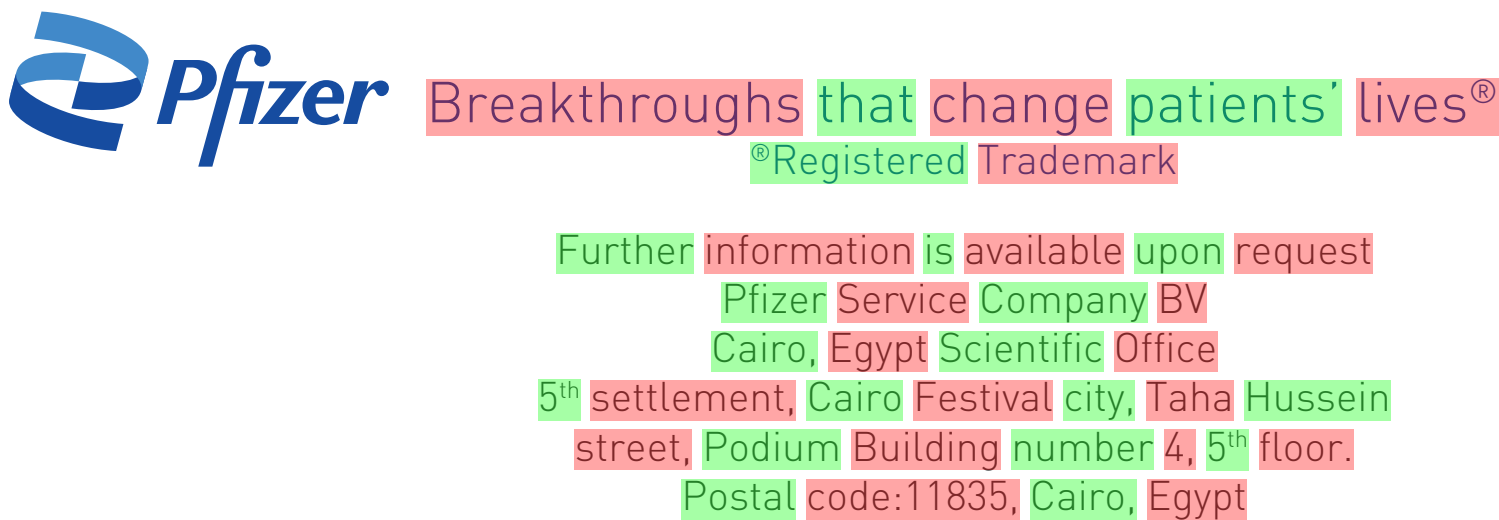 Pfizer
Breakthroughs that change patients’ lives®
®Registered Trademark
Further information is available upon request
Pfizer Service Company BV
Cairo, Egypt Scientific Office
5th settlement, Cairo Festival city, Taha Hussein
street, Podium Building number 4, 5th floor.
Postal code:11835, Cairo, Egypt